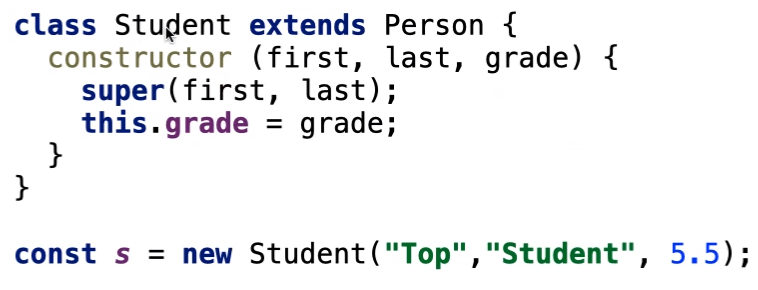 class Student extends Person {
  constructor (first, last, grade) {
    super(first, last);
    this.grade = grade;
  }
}
const s = new Student("Top","Student", 5.5);